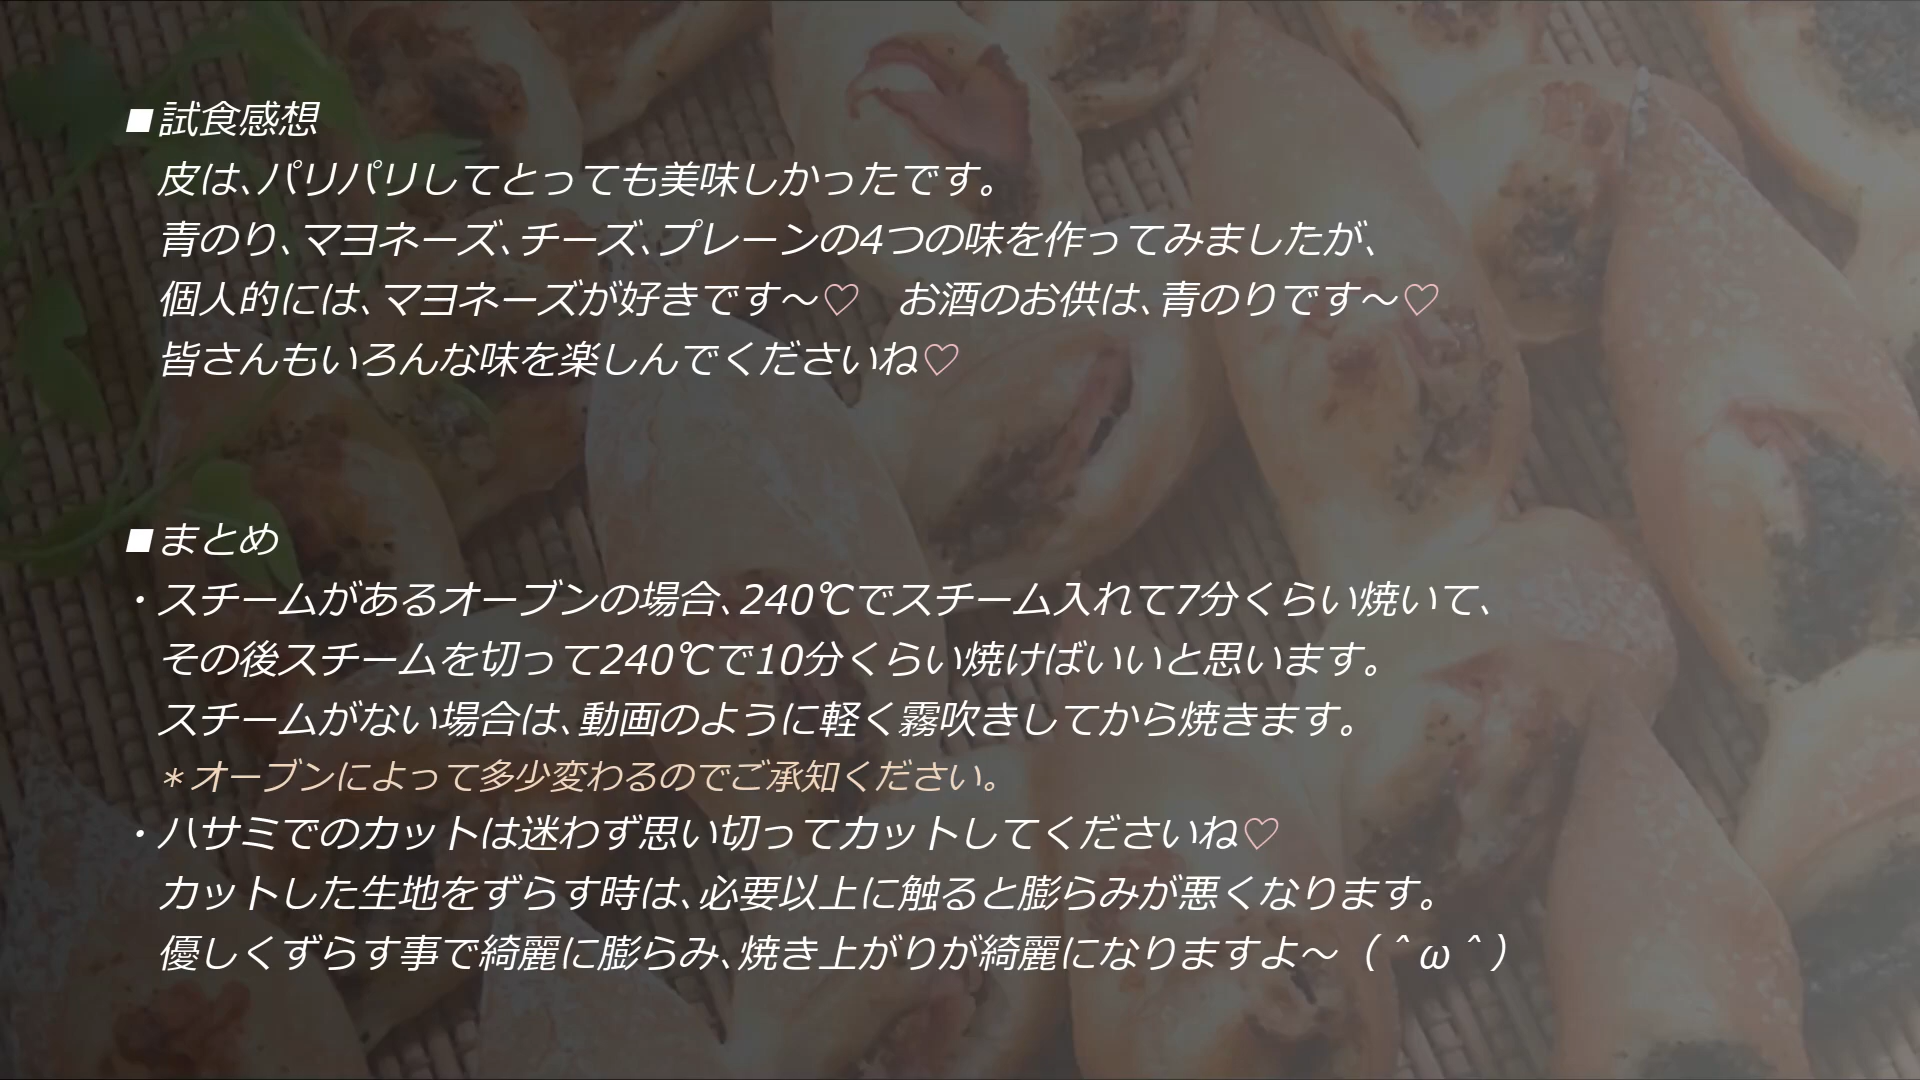 ■試食感想
皮は、パリパリしてとっても美味しかったです。
青のり、マヨネーズ、チーズ、プレーンの4つの味を作ってみましたが、
個人的には、マヨネーズが好きです～♡　お酒のお供は、青のりです～♡
皆さんもいろんな味を楽しんでくださいね♡
■まとめ
・スチームがあるオーブンの場合、240℃でスチーム入れて7分くらい焼いて、
その後スチームを切って240℃で10分くらい焼けばいいと思います。
スチームがない場合は、動画のように軽く霧吹きしてから焼きます。
＊オーブンによって多少変わるのでご承知ください。
・ハサミでのカットは迷わず思い切ってカットしてくださいね♡
カットした生地をずらす時は、必要以上に触ると膨らみが悪くなります。
優しくずらす事で綺麗に膨らみ、焼き上がりが綺麗になりますよ～（＾ω＾）